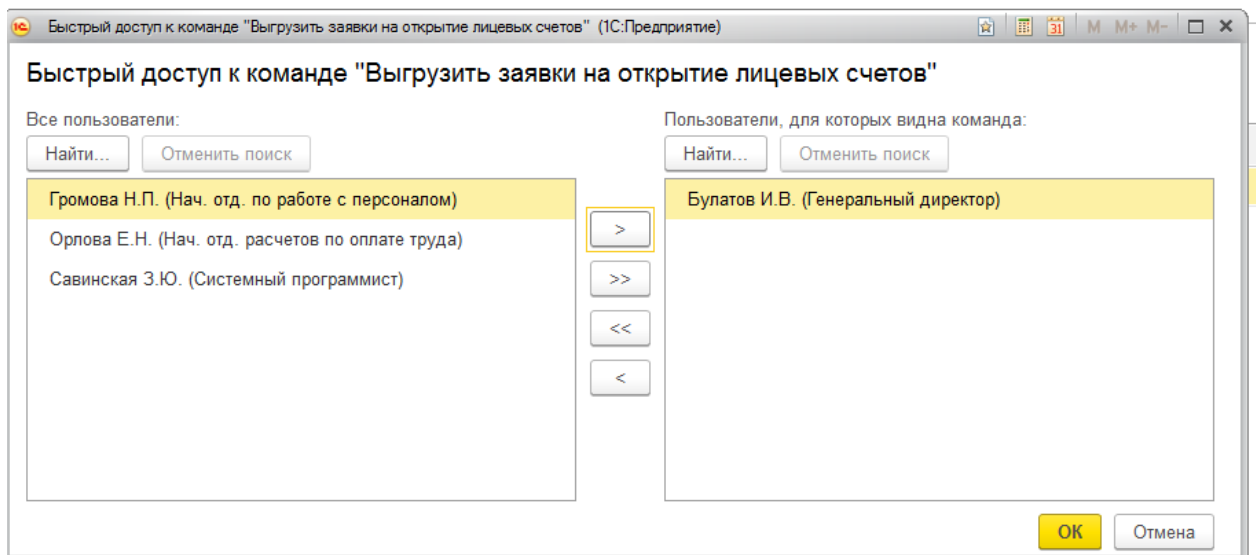 1С Быстрый доступ к команде "Выгрузить заявки на открытие лицевых счетов" (1С:Предприятие) 31 M M+ M-
Быстрый доступ к команде "Выгрузить заявки на открытие лицевых счетов"
Все пользователи:
Найти... Отменить поиск
Громова Н.П. (Нач. отд. по работе с персоналом)
Орлова Е.Н. (Нач. отд. расчетов по оплате труда)
Савинская З.Ю. (Системный программист)
>
>>
<<
<
Пользователи, для которых видна команда:
Найти... Отменить поиск
Булатов И.В. (Генеральный директор)
ОК Отмена